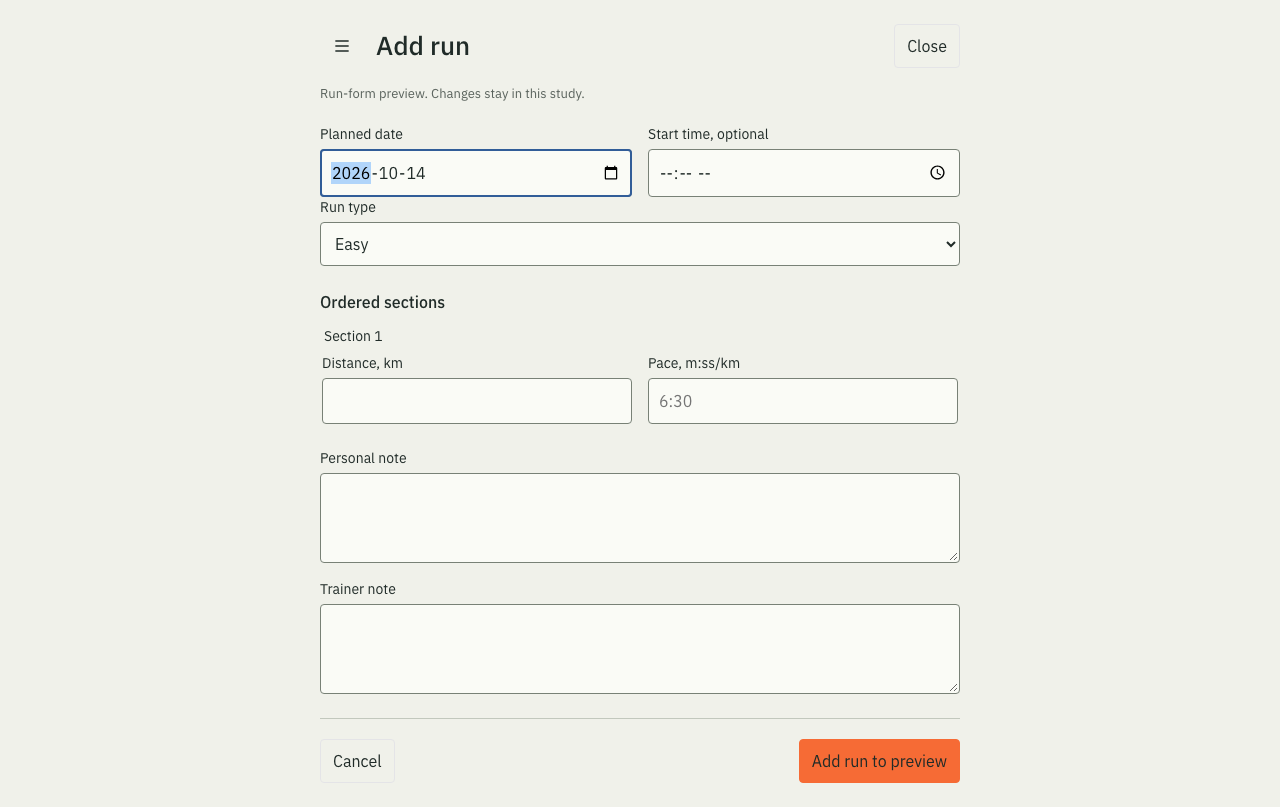 Add run
Close
Run-form preview. Changes stay in this study.
Planned date
Start time, optional
2026-10-14
--:-- --
Run type
Easy
Ordered sections
Section 1
Distance, km
Pace, m:ss/km
6:30
Personal note
Trainer note
Cancel
Add run to preview